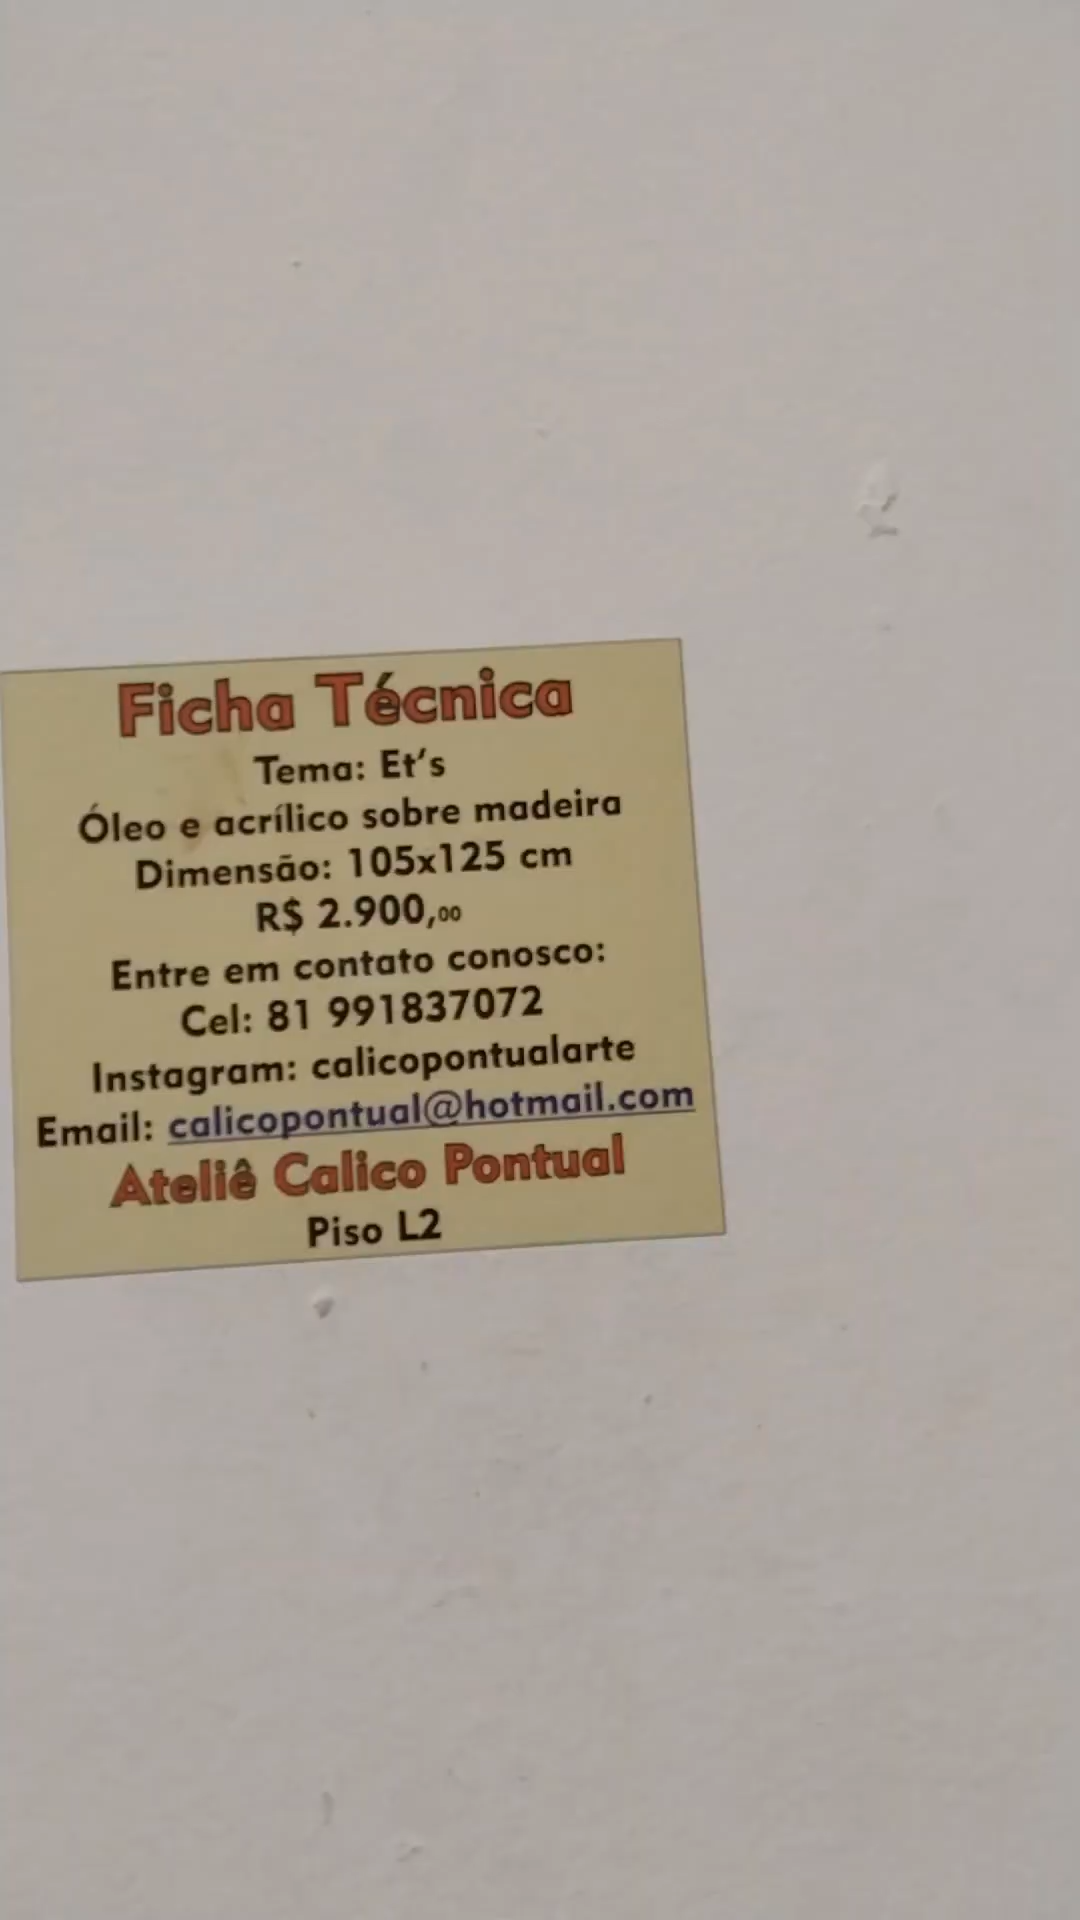 Ficha Técnica
Tema: Et's
Óleo e acrílico sobre madeira
Dimensão: 105x125 cm
R$ 2.900,00
Entre em contato conosco:
Cel: 81 991837072
Instagram: calicopontualarte
Email: calicopontual@hotmail.com
Ateliê Calico Pontual
Piso L2